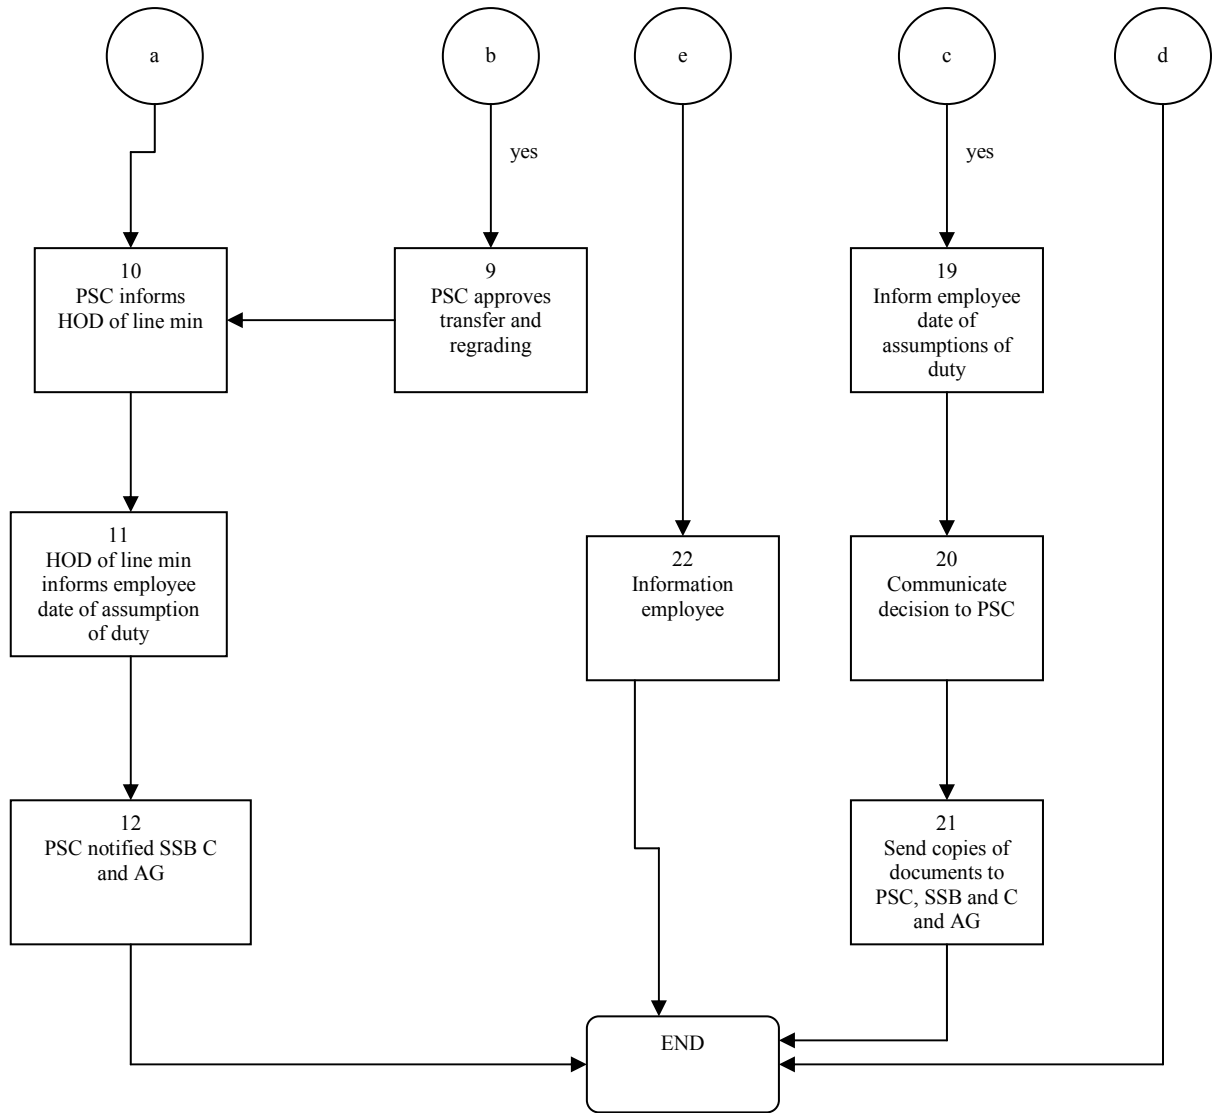 a
b
e
c
d
yes
yes
10
PSC informs
HOD of line min
9
PSC approves
transfer and
regrading
19
Inform employee
date of
assumptions of
duty
11
HOD of line min
informs employee
date of assumption
of duty
22
Information
employee
20
Communicate
decision to PSC
12
PSC notified SSB C
and AG
21
Send copies of
documents to
PSC, SSB and C
and AG
END